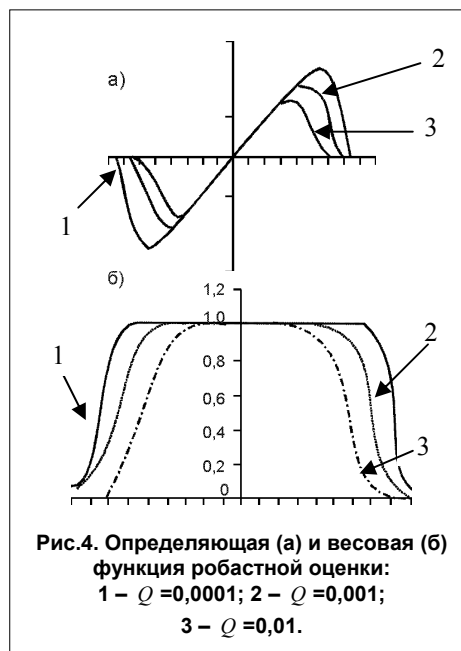 а)
2
3
1
б)
1,2
1,0
0,8
0,6
0,4
0,2
0
1
2
3
Рис.4. Определяющая (а) и весовая (б)
функция робастной оценки:
1 – Q =0,0001; 2 – Q =0,001;
3 – Q =0,01.